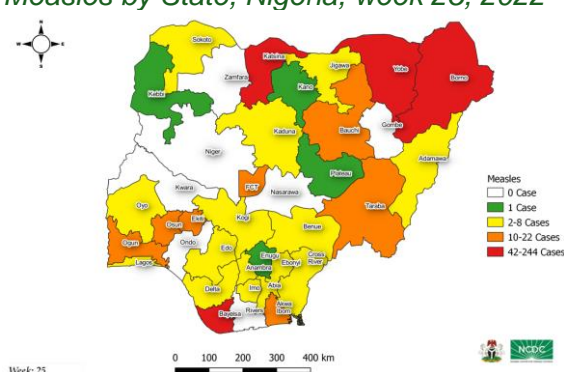 Measles by State, Nigeria, week 25, 2022
Sokoto
Katsina
Jigawa
Yobe
Borno
Zamfara
Kebbi
Kano
Gombe
Kaduna
Bauchi
Adamawa
Niger
Plateau
FCT
Kwara
Nasarawa
Taraba
Oyo
Kogi
Ekiti
Osun
Benue
Ogun
Ondo
Edo
Enugu
Cross
River
Lagos
Anambra
Ebonyi
Delta
Imo
Abia
Bayelsa
Rivers
Akwa
Ibom
Measles
0 Case
1 Case
2-8 Cases
10-22 Cases
42-244 Cases
0 100 200 300 400 km
NCDC
Week: 25